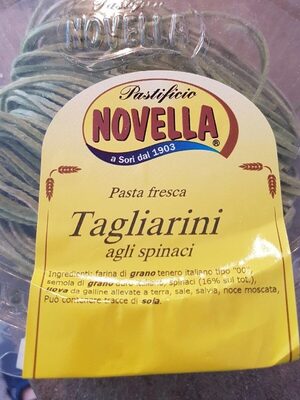 Pastificio
NOVELLA
Pastificio
NOVELLA®
a Sori dal 1903
Pasta fresca
Tagliarini
agli spinaci
Ingredienti: farina di grano tenero italiano tipo "00",
semola di grano duro italiano, spinaci (16% sul tot.),
uova da galline allevate a terra, sale, salvia, noce moscata,
Può contenere tracce di soia.